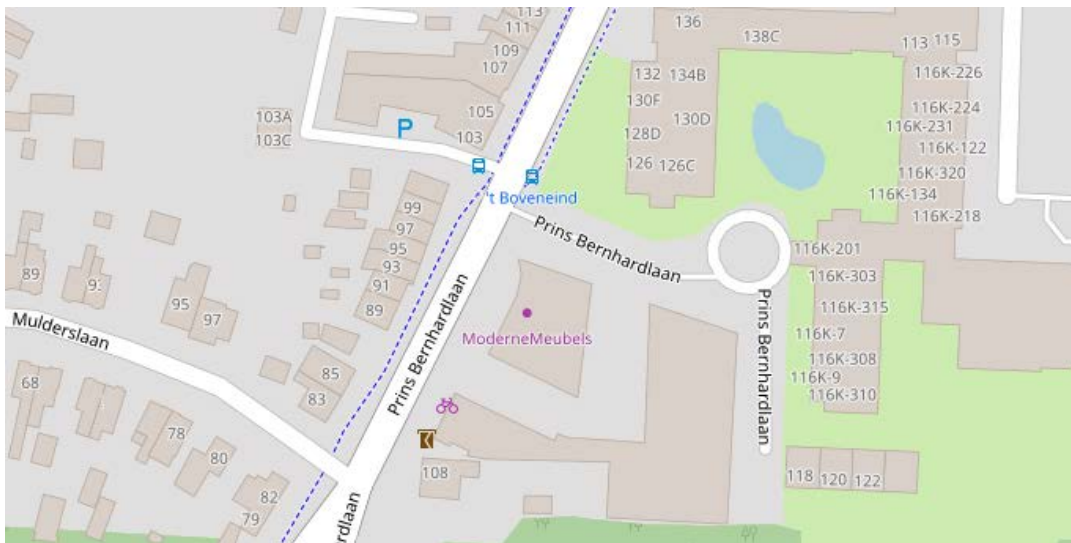 113
111
109
107
105
103
103A
103C
P
't Boveneind
136
138C
113
115
132
134B
130F
130D
128D
126
126C
116K-226
116K-224
116K-231
116K-122
116K-320
116K-134
116K-218
99
97
95
93
91
89
Prins Bernhardlaan
116K-201
116K-303
116K-315
116K-7
116K-308
116K-9
116K-310
Prins Bernhardlaan
89
95
97
Mulderslaan
ModerneMeubels
Prins Bernhardlaan
85
83
68
78
80
82
79
108
118
120
122